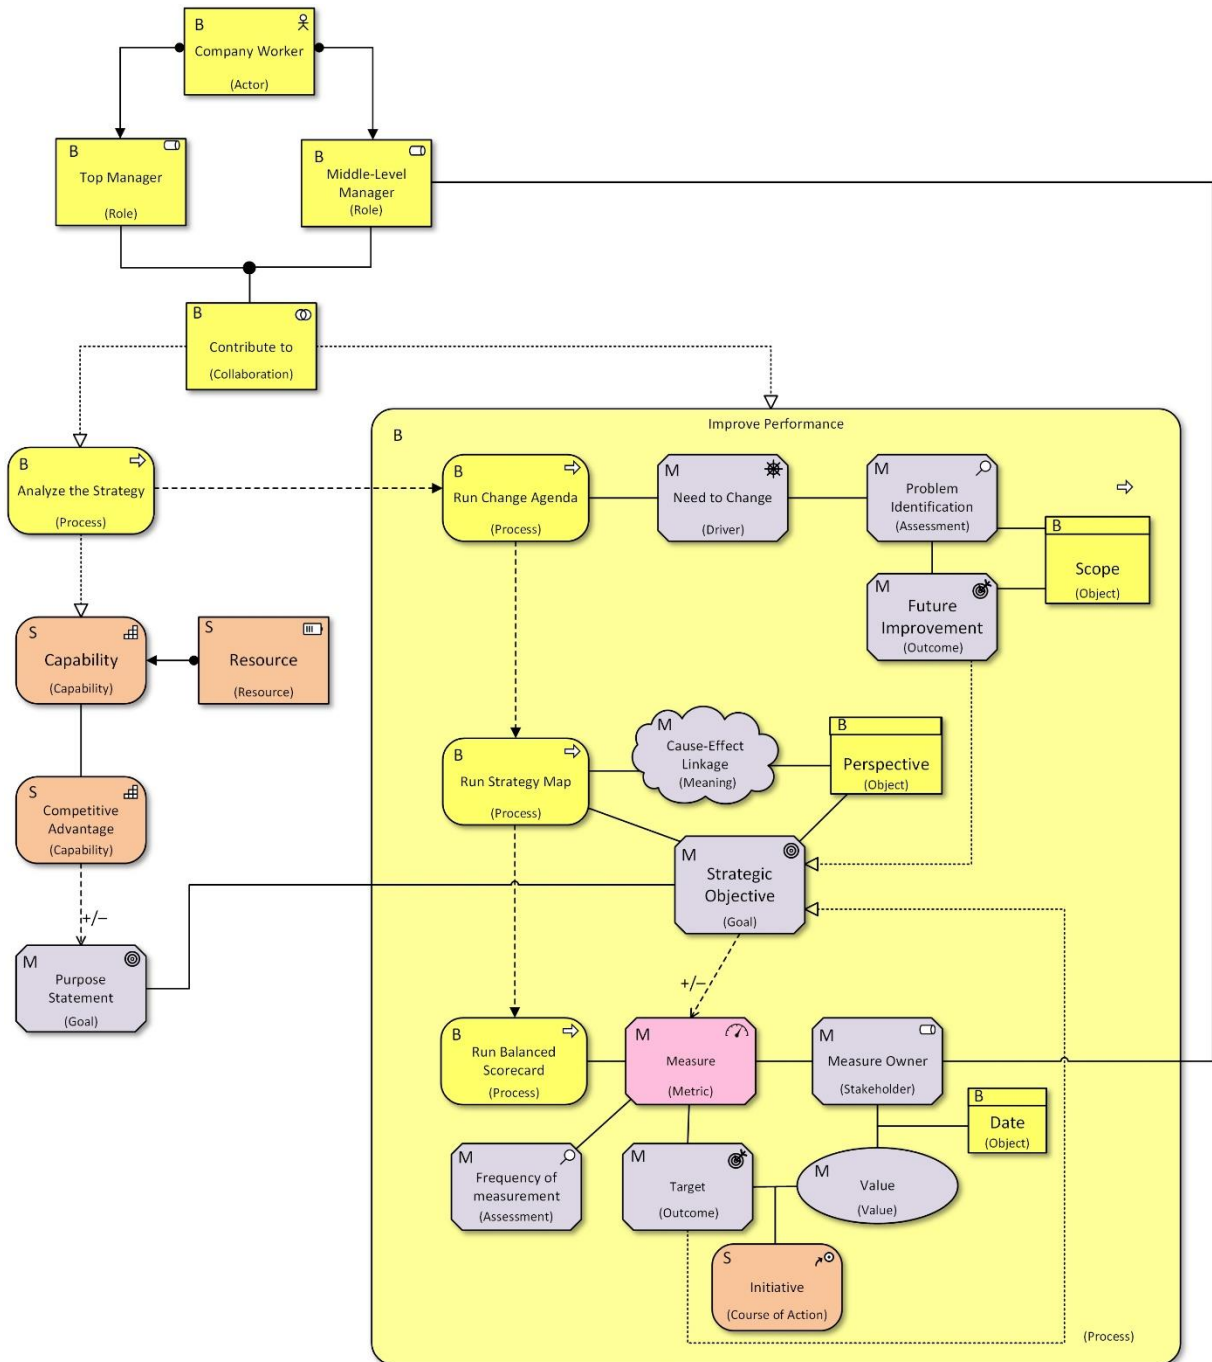 B
Company Worker
(Actor)
B
Top Manager
(Role)
B
Middle-Level
Manager
(Role)
B
Contribute to
(Collaboration)
Improve Performance
B
B
Analyze the Strategy
(Process)
B
Run Change Agenda
(Process)
M
Need to Change
(Driver)
M
Problem
Identification
(Assessment)
B
Scope
(Object)
M
Future
Improvement
(Outcome)
S
Capability
(Capability)
S
Resource
(Resource)
B
Run Strategy Map
(Process)
M
Cause-Effect
Linkage
(Meaning)
B
Perspective
(Object)
S
Competitive
Advantage
(Capability)
M
Strategic
Objective
(Goal)
+/−
M
Purpose
Statement
(Goal)
+/−
B
Run Balanced
Scorecard
(Process)
M
Measure
(Metric)
M
Measure Owner
(Stakeholder)
B
Date
(Object)
M
Frequency of
measurement
(Assessment)
M
Target
(Outcome)
M
Value
(Value)
S
Initiative
(Course of Action)
(Process)